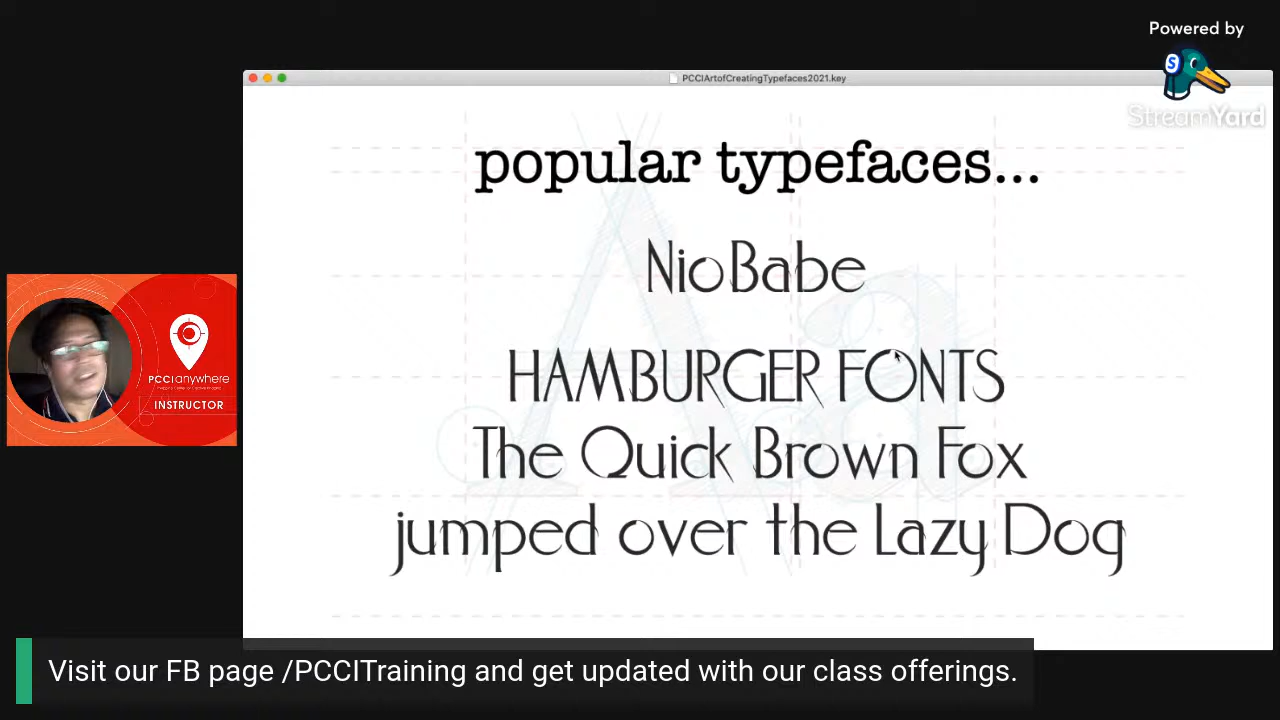 Powered by
StreamYard
PCCIArtofCreatingTypefaces2021.key
popular typefaces...
NioBabe
HAMBURGER FONTS
The Quick Brown Fox
jumped over the Lazy Dog
PCCIanywhere
INSTRUCTOR
Visit our FB page /PCCITraining and get updated with our class offerings.